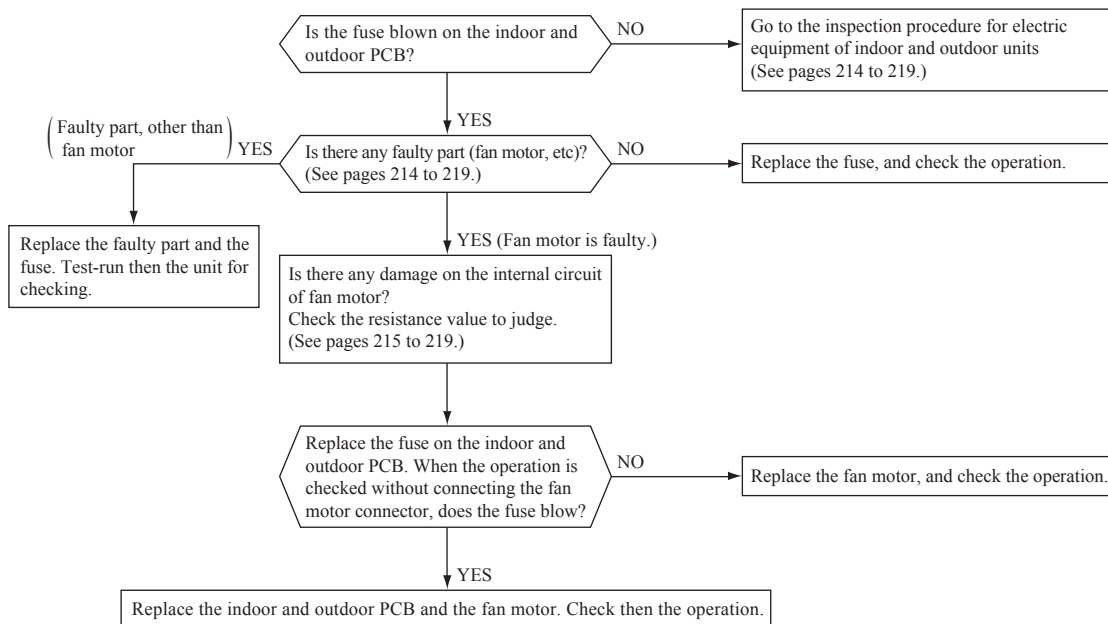 Is the fuse blown on the indoor and
outdoor PCB?
NO
Go to the inspection procedure for electric
equipment of indoor and outdoor units
(See pages 214 to 219.)
YES
(Faulty part, other than
fan motor)
YES
Is there any faulty part (fan motor, etc)?
(See pages 214 to 219.)
NO
Replace the fuse, and check the operation.
Replace the faulty part and the
fuse. Test-run then the unit for
checking.
YES (Fan motor is faulty.)
Is there any damage on the internal circuit
of fan motor?
Check the resistance value to judge.
(See pages 215 to 219.)
Replace the fuse on the indoor and
outdoor PCB. When the operation is
checked without connecting the fan
motor connector, does the fuse blow?
NO
Replace the fan motor, and check the operation.
YES
Replace the indoor and outdoor PCB and the fan motor. Check then the operation.